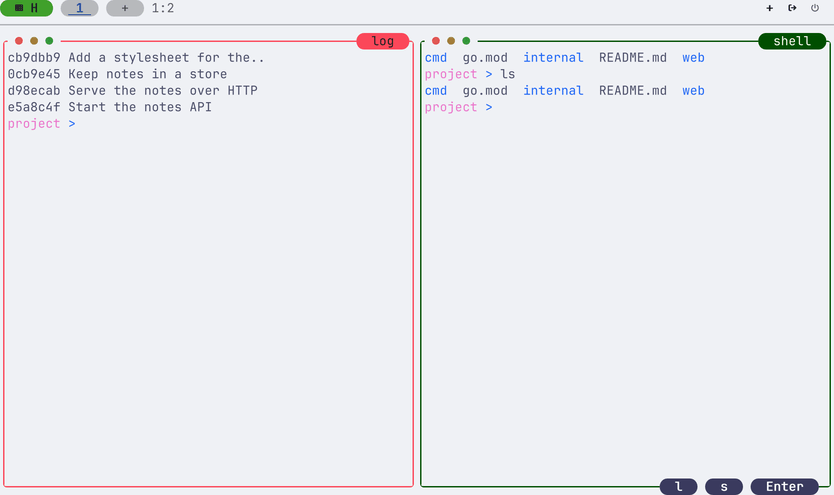 H 1 + 1:2 +
log
cb9dbb9 Add a stylesheet for the..
0cb9e45 Keep notes in a store
d98ecab Serve the notes over HTTP
e5a8c4f Start the notes API
project >
shell
cmd go.mod internal README.md web
project > ls
cmd go.mod internal README.md web
project >
l s Enter